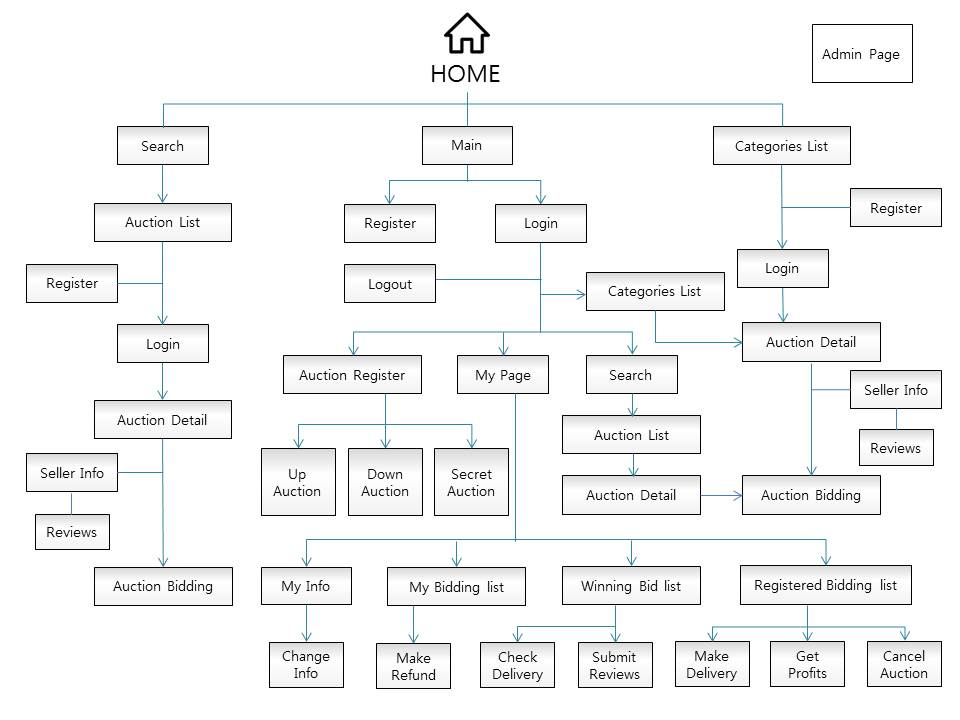 HOME
Admin Page
Search
Main
Categories List
Auction List
Register
Login
Register
Register
Logout
Categories List
Login
Login
Auction Detail
Auction Register
My Page
Search
Auction Detail
Seller Info
Auction List
Reviews
Seller Info
Up
Auction
Down
Auction
Secret
Auction
Auction Detail
Auction Bidding
Reviews
Auction Bidding
My Info
My Bidding list
Winning Bid list
Registered Bidding list
Change
Info
Make
Refund
Check
Delivery
Submit
Reviews
Make
Delivery
Get
Profits
Cancel
Auction